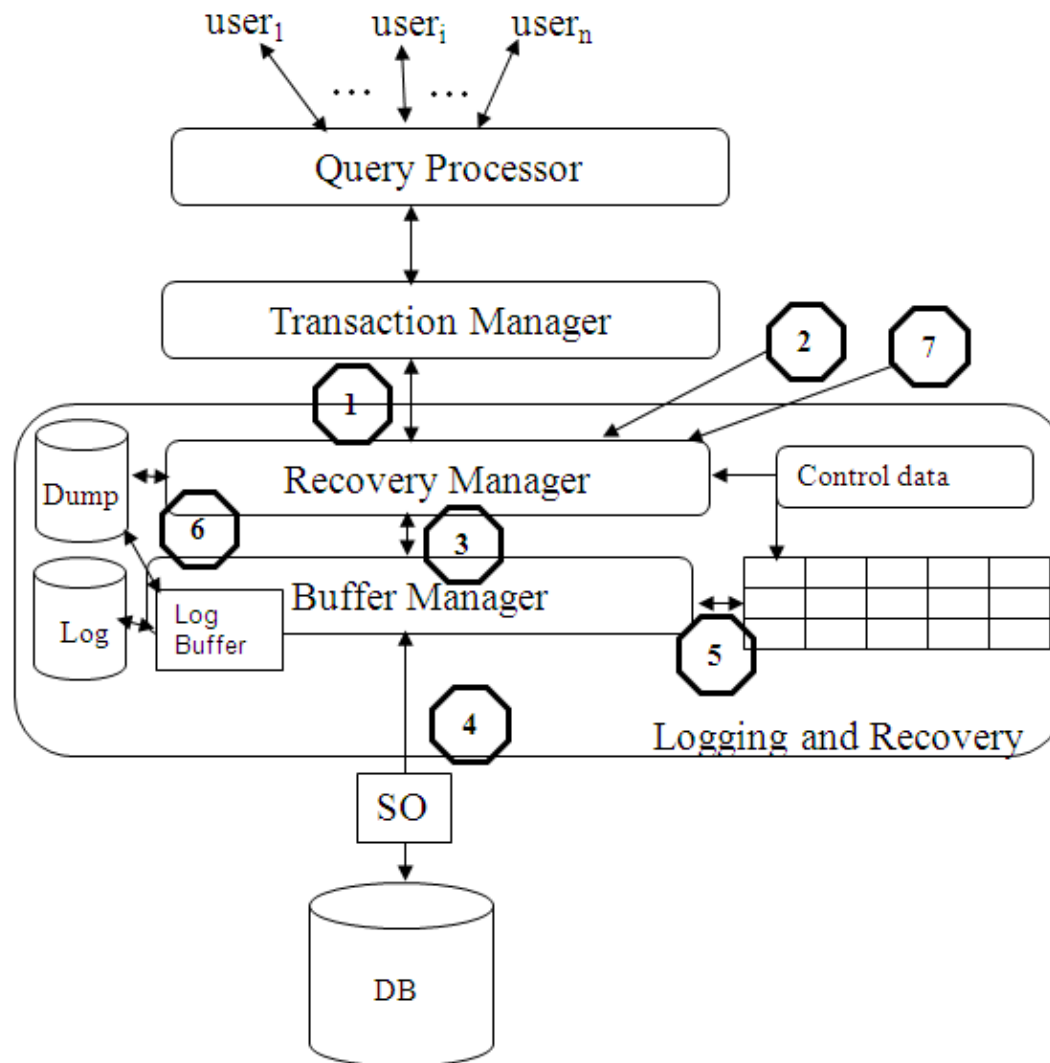 user1 useri usern
... ...
Query Processor
Transaction Manager
2
7
1
Dump
Recovery Manager
Control data
6
3
Log
Log
Buffer
Buffer Manager
5
4
Logging and Recovery
SO
DB